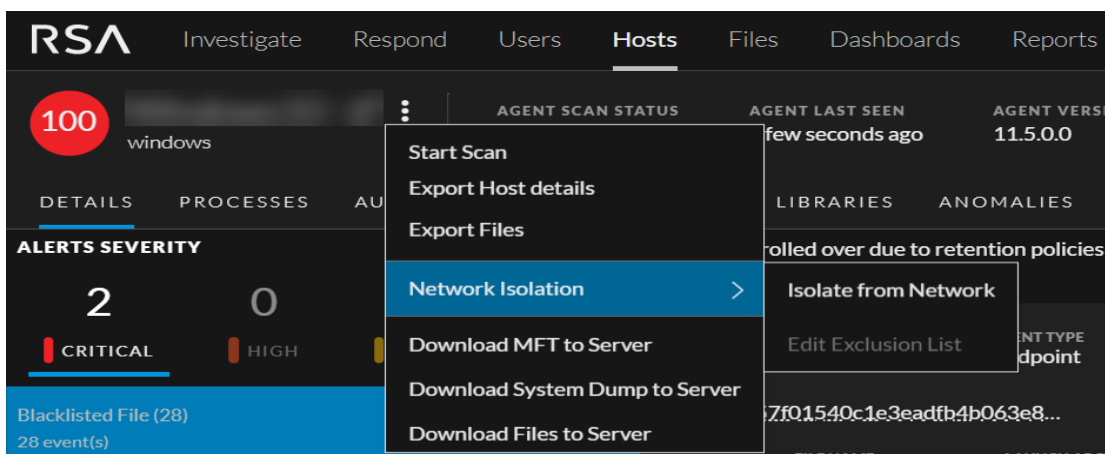 RSA Investigate Respond Users Hosts Files Dashboards Reports
100
windows
AGENT SCAN STATUS
AGENT LAST SEEN
few seconds ago
AGENT
11.5.0.0
DETAILS PROCESSES LIBRARIES ANOMALIES
Start Scan
Export Host details
Export Files
Network Isolation >
Download MFT to Server
Download System Dump to Server
Download Files to Server
Isolate from Network
Edit Exclusion List
ALERTS SEVERITY
2
CRITICAL
0
HIGH
Blacklisted File (28)
28 event(s)
rolled over due to retention policies
TYPE
dpoint
7f01540c1e3eadfb4b063e8...